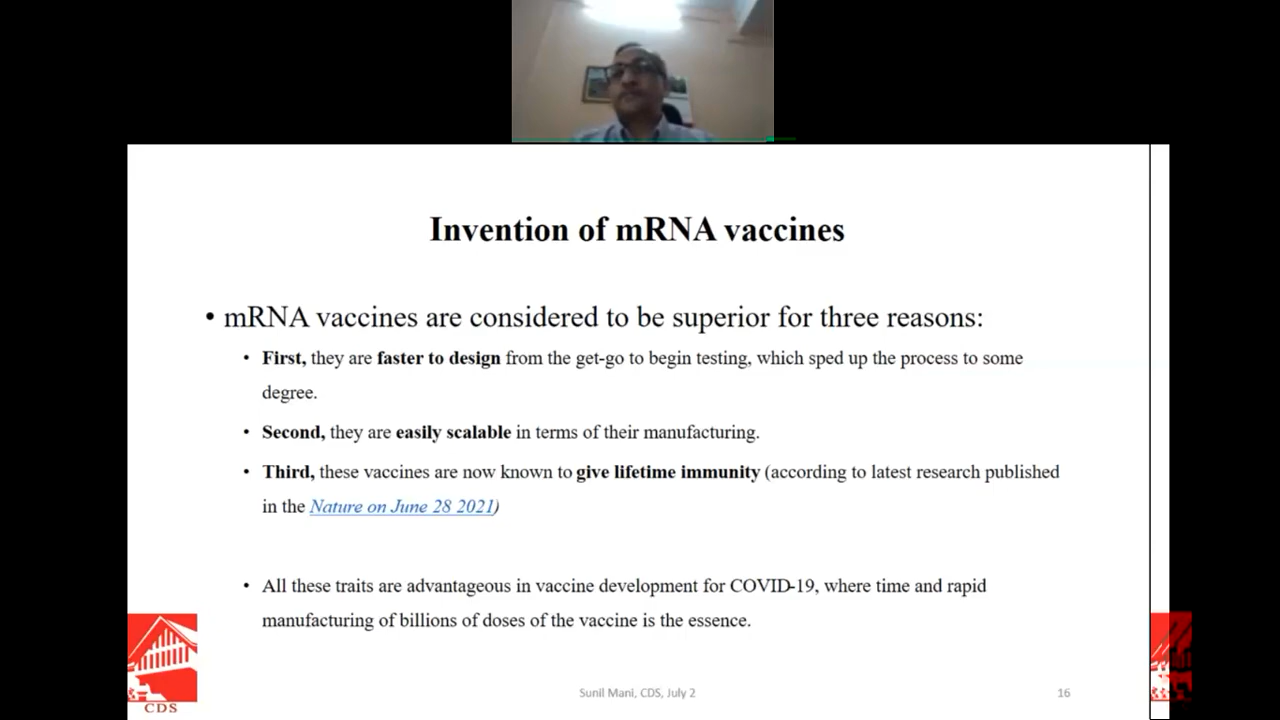 Invention of mRNA vaccines
• mRNA vaccines are considered to be superior for three reasons:
• First, they are faster to design from the get-go to begin testing, which sped up the process to some
degree.
• Second, they are easily scalable in terms of their manufacturing.
• Third, these vaccines are now known to give lifetime immunity (according to latest research published
in the Nature on June 28 2021)
• All these traits are advantageous in vaccine development for COVID-19, where time and rapid
manufacturing of billions of doses of the vaccine is the essence.
CDS
Sunil Mani, CDS, July 2
16